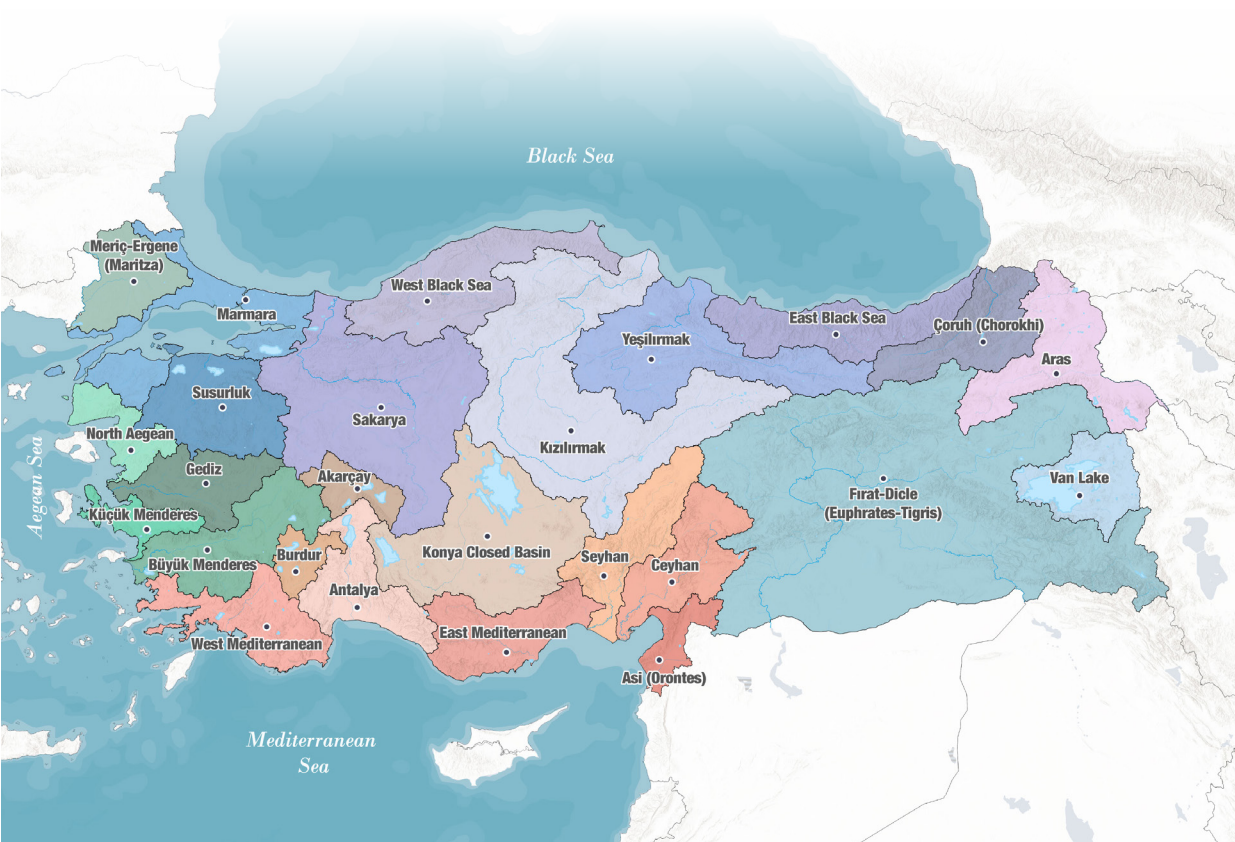 Black Sea
Meriç-Ergene
(Maritza)
West Black Sea
Marmara
East Black Sea
Çoruh (Chorokhi)
Yeşilırmak
Aras
Susurluk
Sakarya
North Aegean
Kızılırmak
Aegean Sea
Gediz
Akarçay
Van Lake
Fırat-Dicle
(Euphrates-Tigris)
Küçük Menderes
Konya Closed Basin
Burdur
Seyhan
Büyük Menderes
Ceyhan
Antalya
East Mediterranean
West Mediterranean
Asi (Orontes)
Mediterranean
Sea